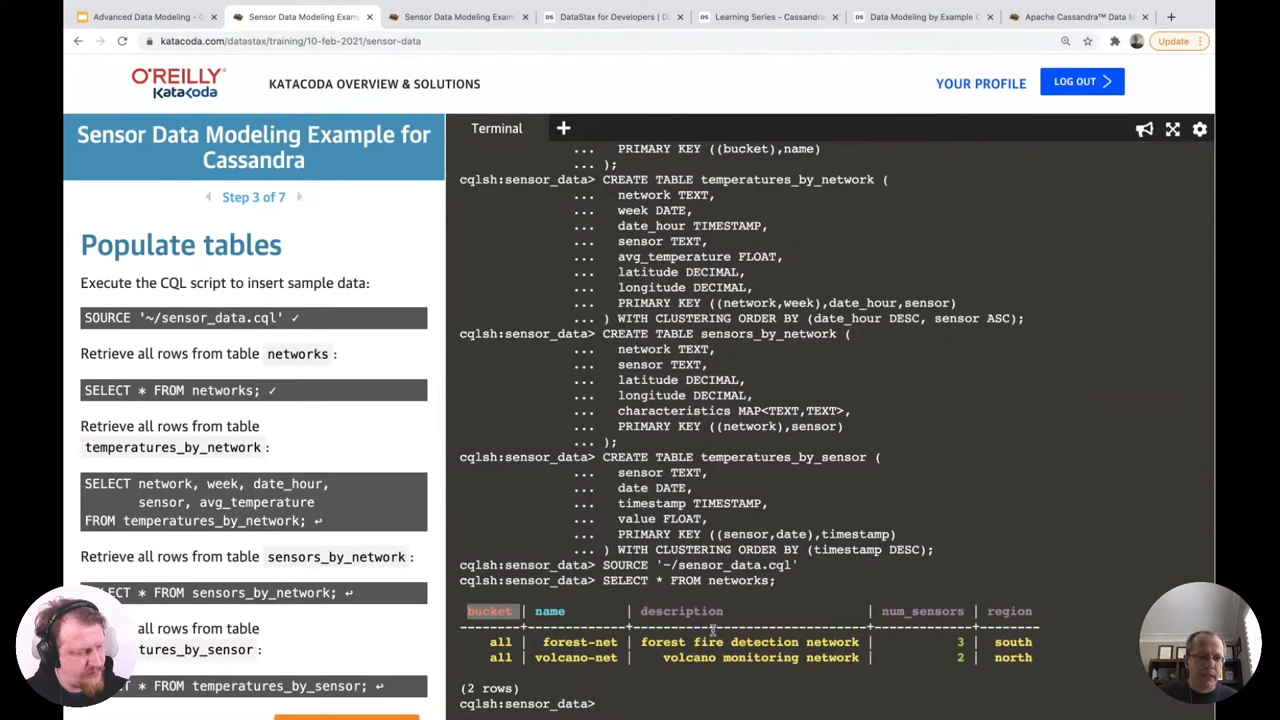 Advanced Data Modeling -
Sensor Data Modeling Exam
Sensor Data Modeling Exam
DataStax for Developers | D
Learning Series - Cassandra
Data Modeling by Example
Apache Cassandra™ Data M
katacoda.com/datastax/training/10-feb-2021/sensor-data
Update
O'REILLY
Katacoda
KATACODA OVERVIEW & SOLUTIONS
YOUR PROFILE
LOG OUT
Sensor Data Modeling Example for
Cassandra
Step 3 of 7
Populate tables
Execute the CQL script to insert sample data:
SOURCE '~/sensor_data.cql' ✓
Retrieve all rows from table networks :
SELECT * FROM networks; ✓
Retrieve all rows from table
temperatures_by_network :
SELECT network, week, date_hour,
sensor, avg_temperature
FROM temperatures_by_network; ↩
Retrieve all rows from table sensors_by_network :
SELECT * FROM sensors_by_network; ↩
all rows from table
tures_by_sensor :
* FROM temperatures_by_sensor; ↩
Terminal
... PRIMARY KEY ((bucket),name)
... );
cqlsh:sensor_data> CREATE TABLE temperatures_by_network (
... network TEXT,
... week DATE,
... date_hour TIMESTAMP,
... sensor TEXT,
... avg_temperature FLOAT,
... latitude DECIMAL,
... longitude DECIMAL,
... PRIMARY KEY ((network,week),date_hour,sensor)
... ) WITH CLUSTERING ORDER BY (date_hour DESC, sensor ASC);
cqlsh:sensor_data> CREATE TABLE sensors_by_network (
... network TEXT,
... sensor TEXT,
... latitude DECIMAL,
... longitude DECIMAL,
... characteristics MAP<TEXT,TEXT>,
... PRIMARY KEY ((network),sensor)
... );
cqlsh:sensor_data> CREATE TABLE temperatures_by_sensor (
... sensor TEXT,
... date DATE,
... timestamp TIMESTAMP,
... value FLOAT,
... PRIMARY KEY ((sensor,date),timestamp)
... ) WITH CLUSTERING ORDER BY (timestamp DESC);
cqlsh:sensor_data> SOURCE '~/sensor_data.cql'
cqlsh:sensor_data> SELECT * FROM networks;
bucket | name | description | num_sensors | region
all | forest-net | forest fire detection network | 3 | south
all | volcano-net | volcano monitoring network | 2 | north
(2 rows)
cqlsh:sensor_data>